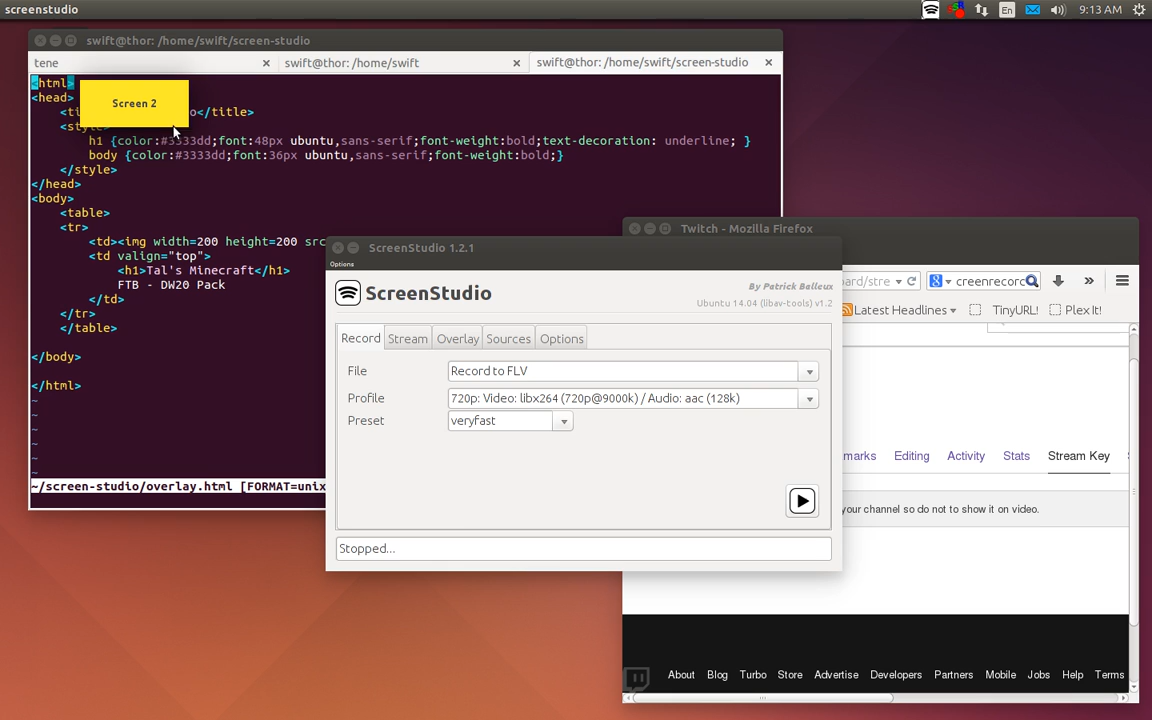 screenstudio
En
9:13 AM
swift@thor: /home/swift/screen-studio
tene
swift@thor: /home/swift
swift@thor: /home/swift/screen-studio
<html>
<head>
Screen 2
</title>
h1 {color:#3333dd;font:48px ubuntu,sans-serif;font-weight:bold;text-decoration: underline; }
body {color:#3333dd;font:36px ubuntu,sans-serif;font-weight:bold;}
</style>
</head>
<body>
<table>
<tr>
<td><img width=200 height=200 src
<td valign="top">
<h1>Tal's Minecraft</h1>
FTB - DW20 Pack
</td>
</tr>
</table>
</body>
</html>
~
~
~
~
~
~
~/screen-studio/overlay.html [FORMAT=unix
ScreenStudio 1.2.1
Options
ScreenStudio
By Patrick Balleux
Ubuntu 14.04 (libav-tools) v1.2
Record
Stream
Overlay
Sources
Options
File
Record to FLV
Profile
720p: Video: libx264 (720p@9000k) / Audio: aac (128k)
Preset
veryfast
Stopped...
Twitch - Mozilla Firefox
ard/stre
creenrecorc
Latest Headlines
TinyURL!
Plex It!
marks
Editing
Activity
Stats
Stream Key
your channel so do not to show it on video.
About
Blog
Turbo
Store
Advertise
Developers
Partners
Mobile
Jobs
Help
Terms